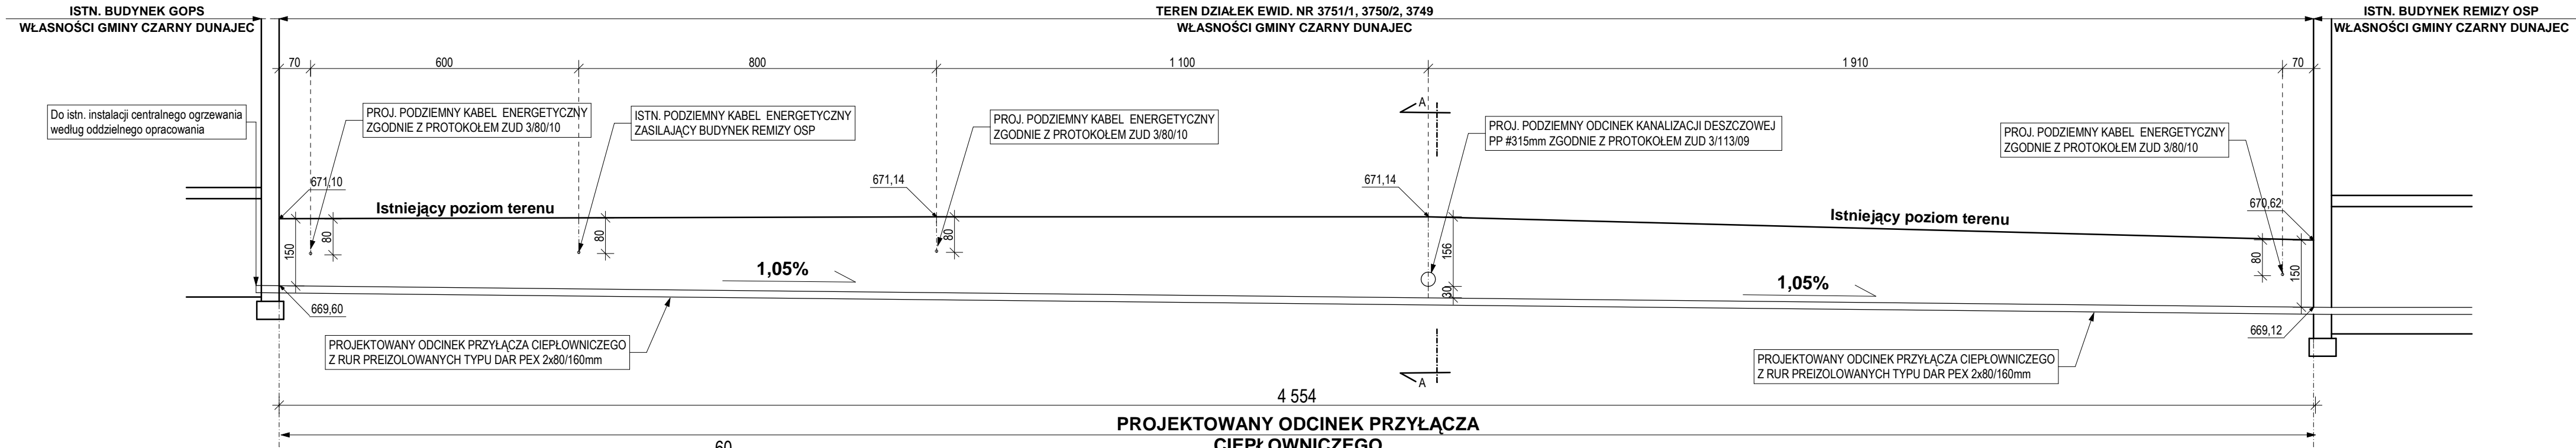 ISTN. BUDYNEK GOPS
WŁASNOŚCI GMINY CZARNY DUNAJEC
TEREN DZIAŁEK EWID. NR 3751/1, 3750/2, 3749
WŁASNOŚCI GMINY CZARNY DUNAJEC
ISTN. BUDYNEK REMIZY OSP
WŁASNOŚCI GMINY CZARNY DUNAJEC
70
600
800
1 100
1 910
70
Do istn. instalacji centralnego ogrzewania
według oddzielnego opracowania
PROJ. PODZIEMNY KABEL ENERGETYCZNY
ZGODNIE Z PROTOKOŁEM ZUD 3/80/10
ISTN. PODZIEMNY KABEL ENERGETYCZNY
ZASILAJĄCY BUDYNEK REMIZY OSP
PROJ. PODZIEMNY KABEL ENERGETYCZNY
ZGODNIE Z PROTOKOŁEM ZUD 3/80/10
A
PROJ. PODZIEMNY ODCINEK KANALIZACJI DESZCZOWEJ
PP #315mm ZGODNIE Z PROTOKOŁEM ZUD 3/113/09
PROJ. PODZIEMNY KABEL ENERGETYCZNY
ZGODNIE Z PROTOKOŁEM ZUD 3/80/10
671,10
671,14
671,14
670,62
Istniejący poziom terenu
Istniejący poziom terenu
150
80
80
80
156
30
80
150
1,05%
1,05%
669,60
669,12
PROJEKTOWANY ODCINEK PRZYŁĄCZA CIEPŁOWNICZEGO
Z RUR PREIZOLOWANYCH TYPU DAR PEX 2x80/160mm
PROJEKTOWANY ODCINEK PRZYŁĄCZA CIEPŁOWNICZEGO
Z RUR PREIZOLOWANYCH TYPU DAR PEX 2x80/160mm
A
4 554
PROJEKTOWANY ODCINEK PRZYŁĄCZA
CIEPŁOWNICZEGO
60